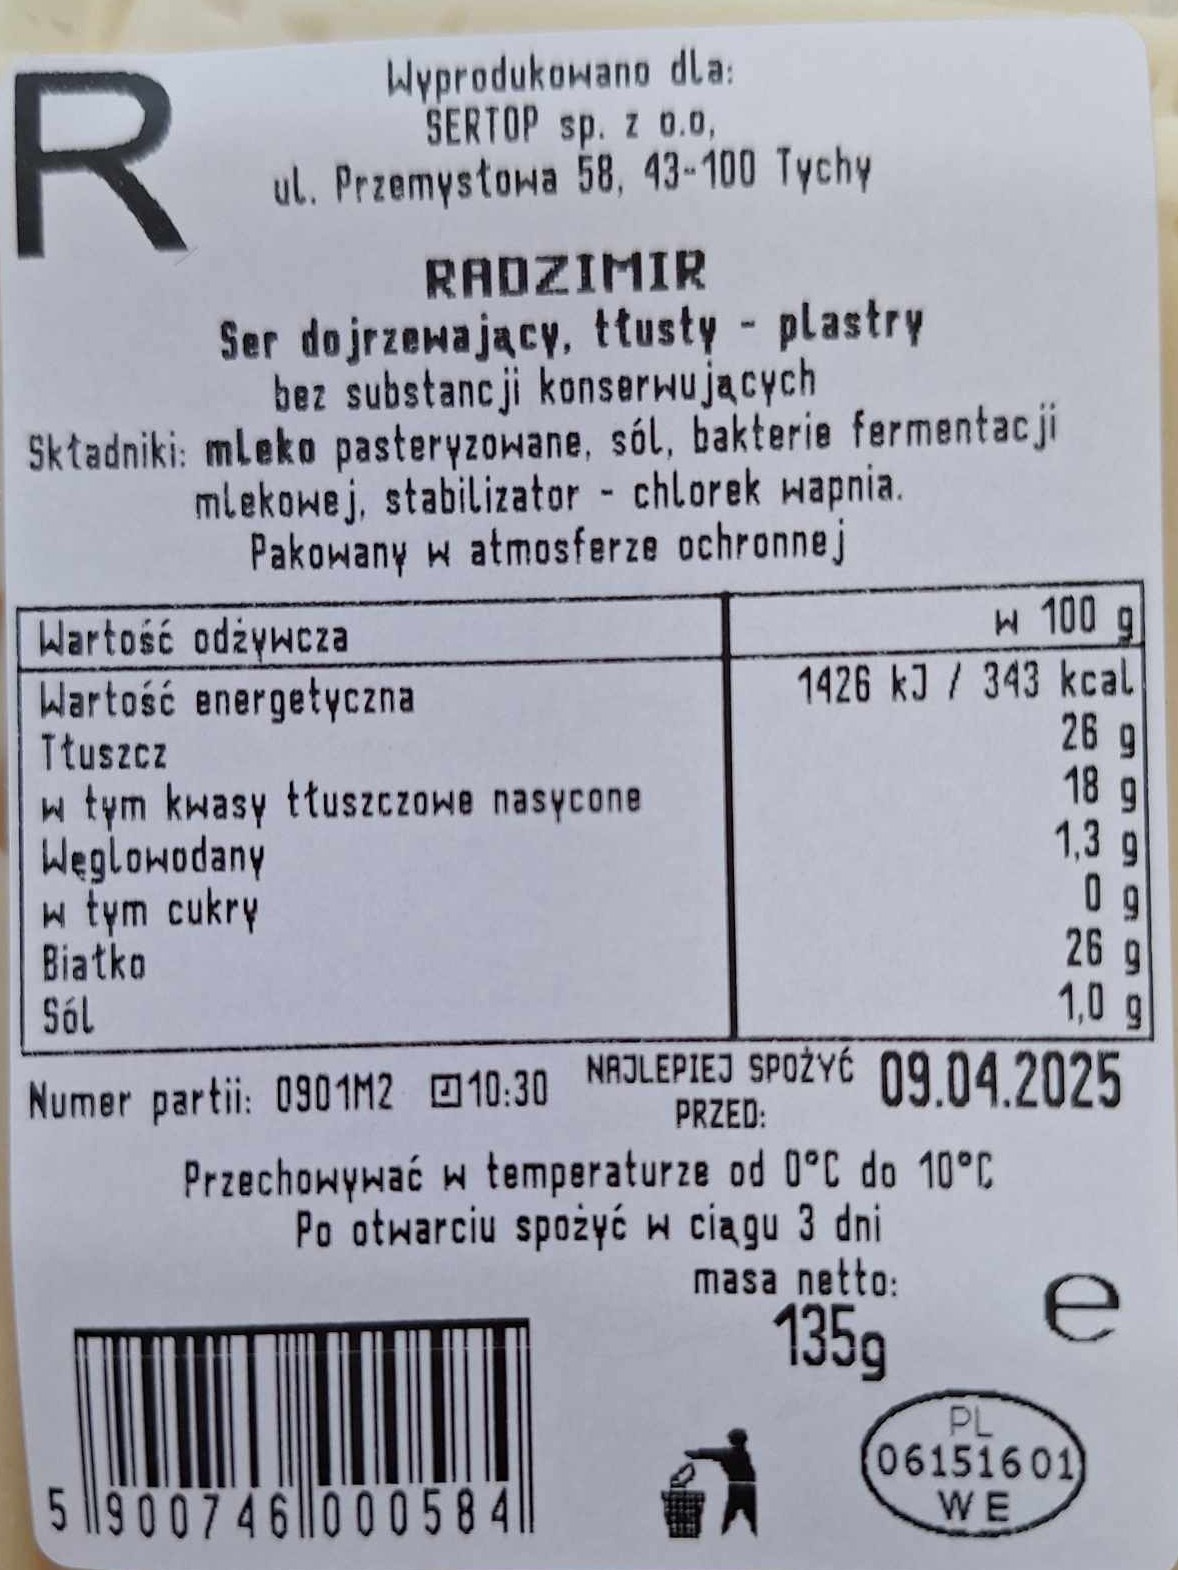 R
Wyprodukowano dla:
SERTOP sp. z o.o,
ul. Przemysłowa 58, 43-100 Tychy
RADZIMIR
Ser dojrzewający, tłusty - plastry
bez substancji konserwujących
Składniki: mleko pasteryzowane, sól, bakterie fermentacji
mlekowej, stabilizator - chlorek wapnia.
Pakowany w atmosferze ochronnej
Wartość odżywcza w 100 g
Wartość energetyczna 1426 kJ / 343 kcal
Tłuszcz 26 g
w tym kwasy tłuszczowe nasycone 18 g
Węglowodany 1,3 g
w tym cukry 0 g
Białko 26 g
Sól 1,0 g
Numer partii: 0901M2 10:30 NAJLEPIEJ SPOŻYĆ 09.04.2025
PRZED:
Przechowywać w temperaturze od 0°C do 10°C
Po otwarciu spożyć w ciągu 3 dni
masa netto:
135g e
PL
06151601
WE
5 900746 000584